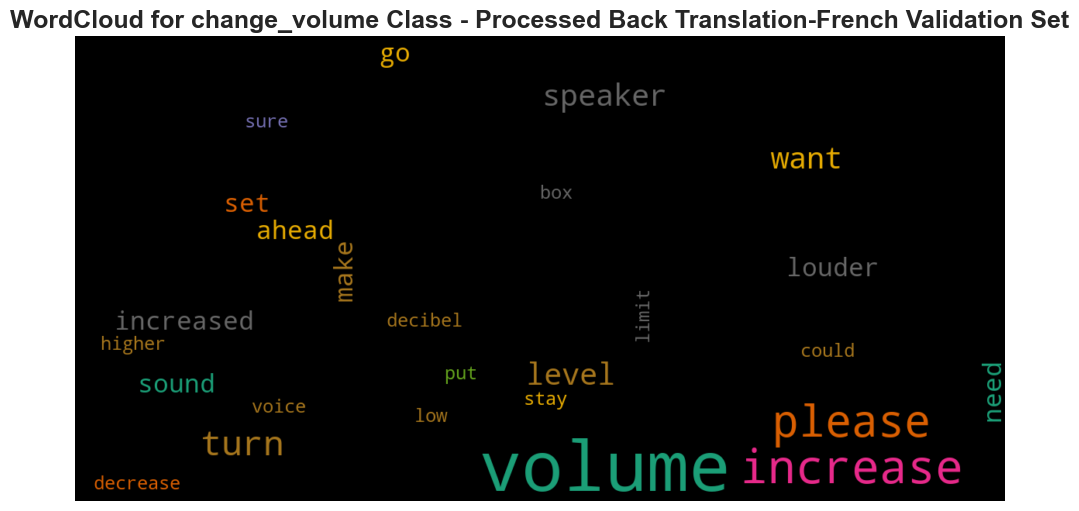 WordCloud for change_volume Class - Processed Back Translation-French Validation Set
go
speaker
sure
want
box
set
ahead
make
louder
limit
increased
decibel
higher
could
put
level
need
sound
stay
voice
low
please
turn
volume
increase
decrease